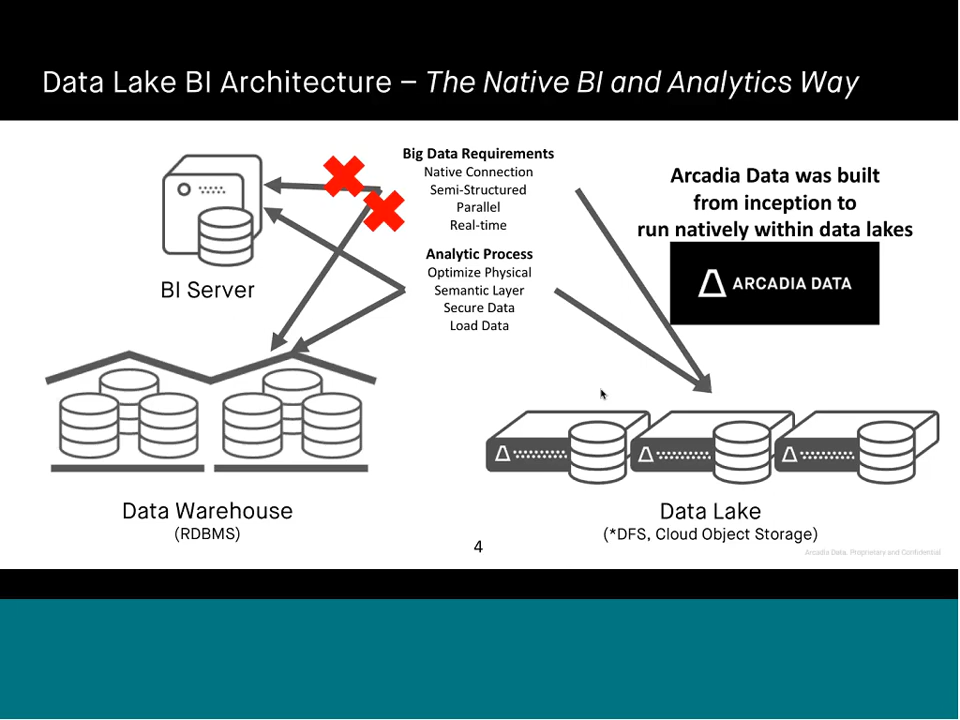 Data Lake BI Architecture – The Native BI and Analytics Way
Big Data Requirements
Native Connection
Semi-Structured
Parallel
Real-time
Analytic Process
Optimize Physical
Semantic Layer
Secure Data
Load Data
Arcadia Data was built
from inception to
run natively within data lakes
ARCADIA DATA
BI Server
Data Warehouse
(RDBMS)
Data Lake
(*DFS, Cloud Object Storage)
4
Arcadia Data. Proprietary and Confidential